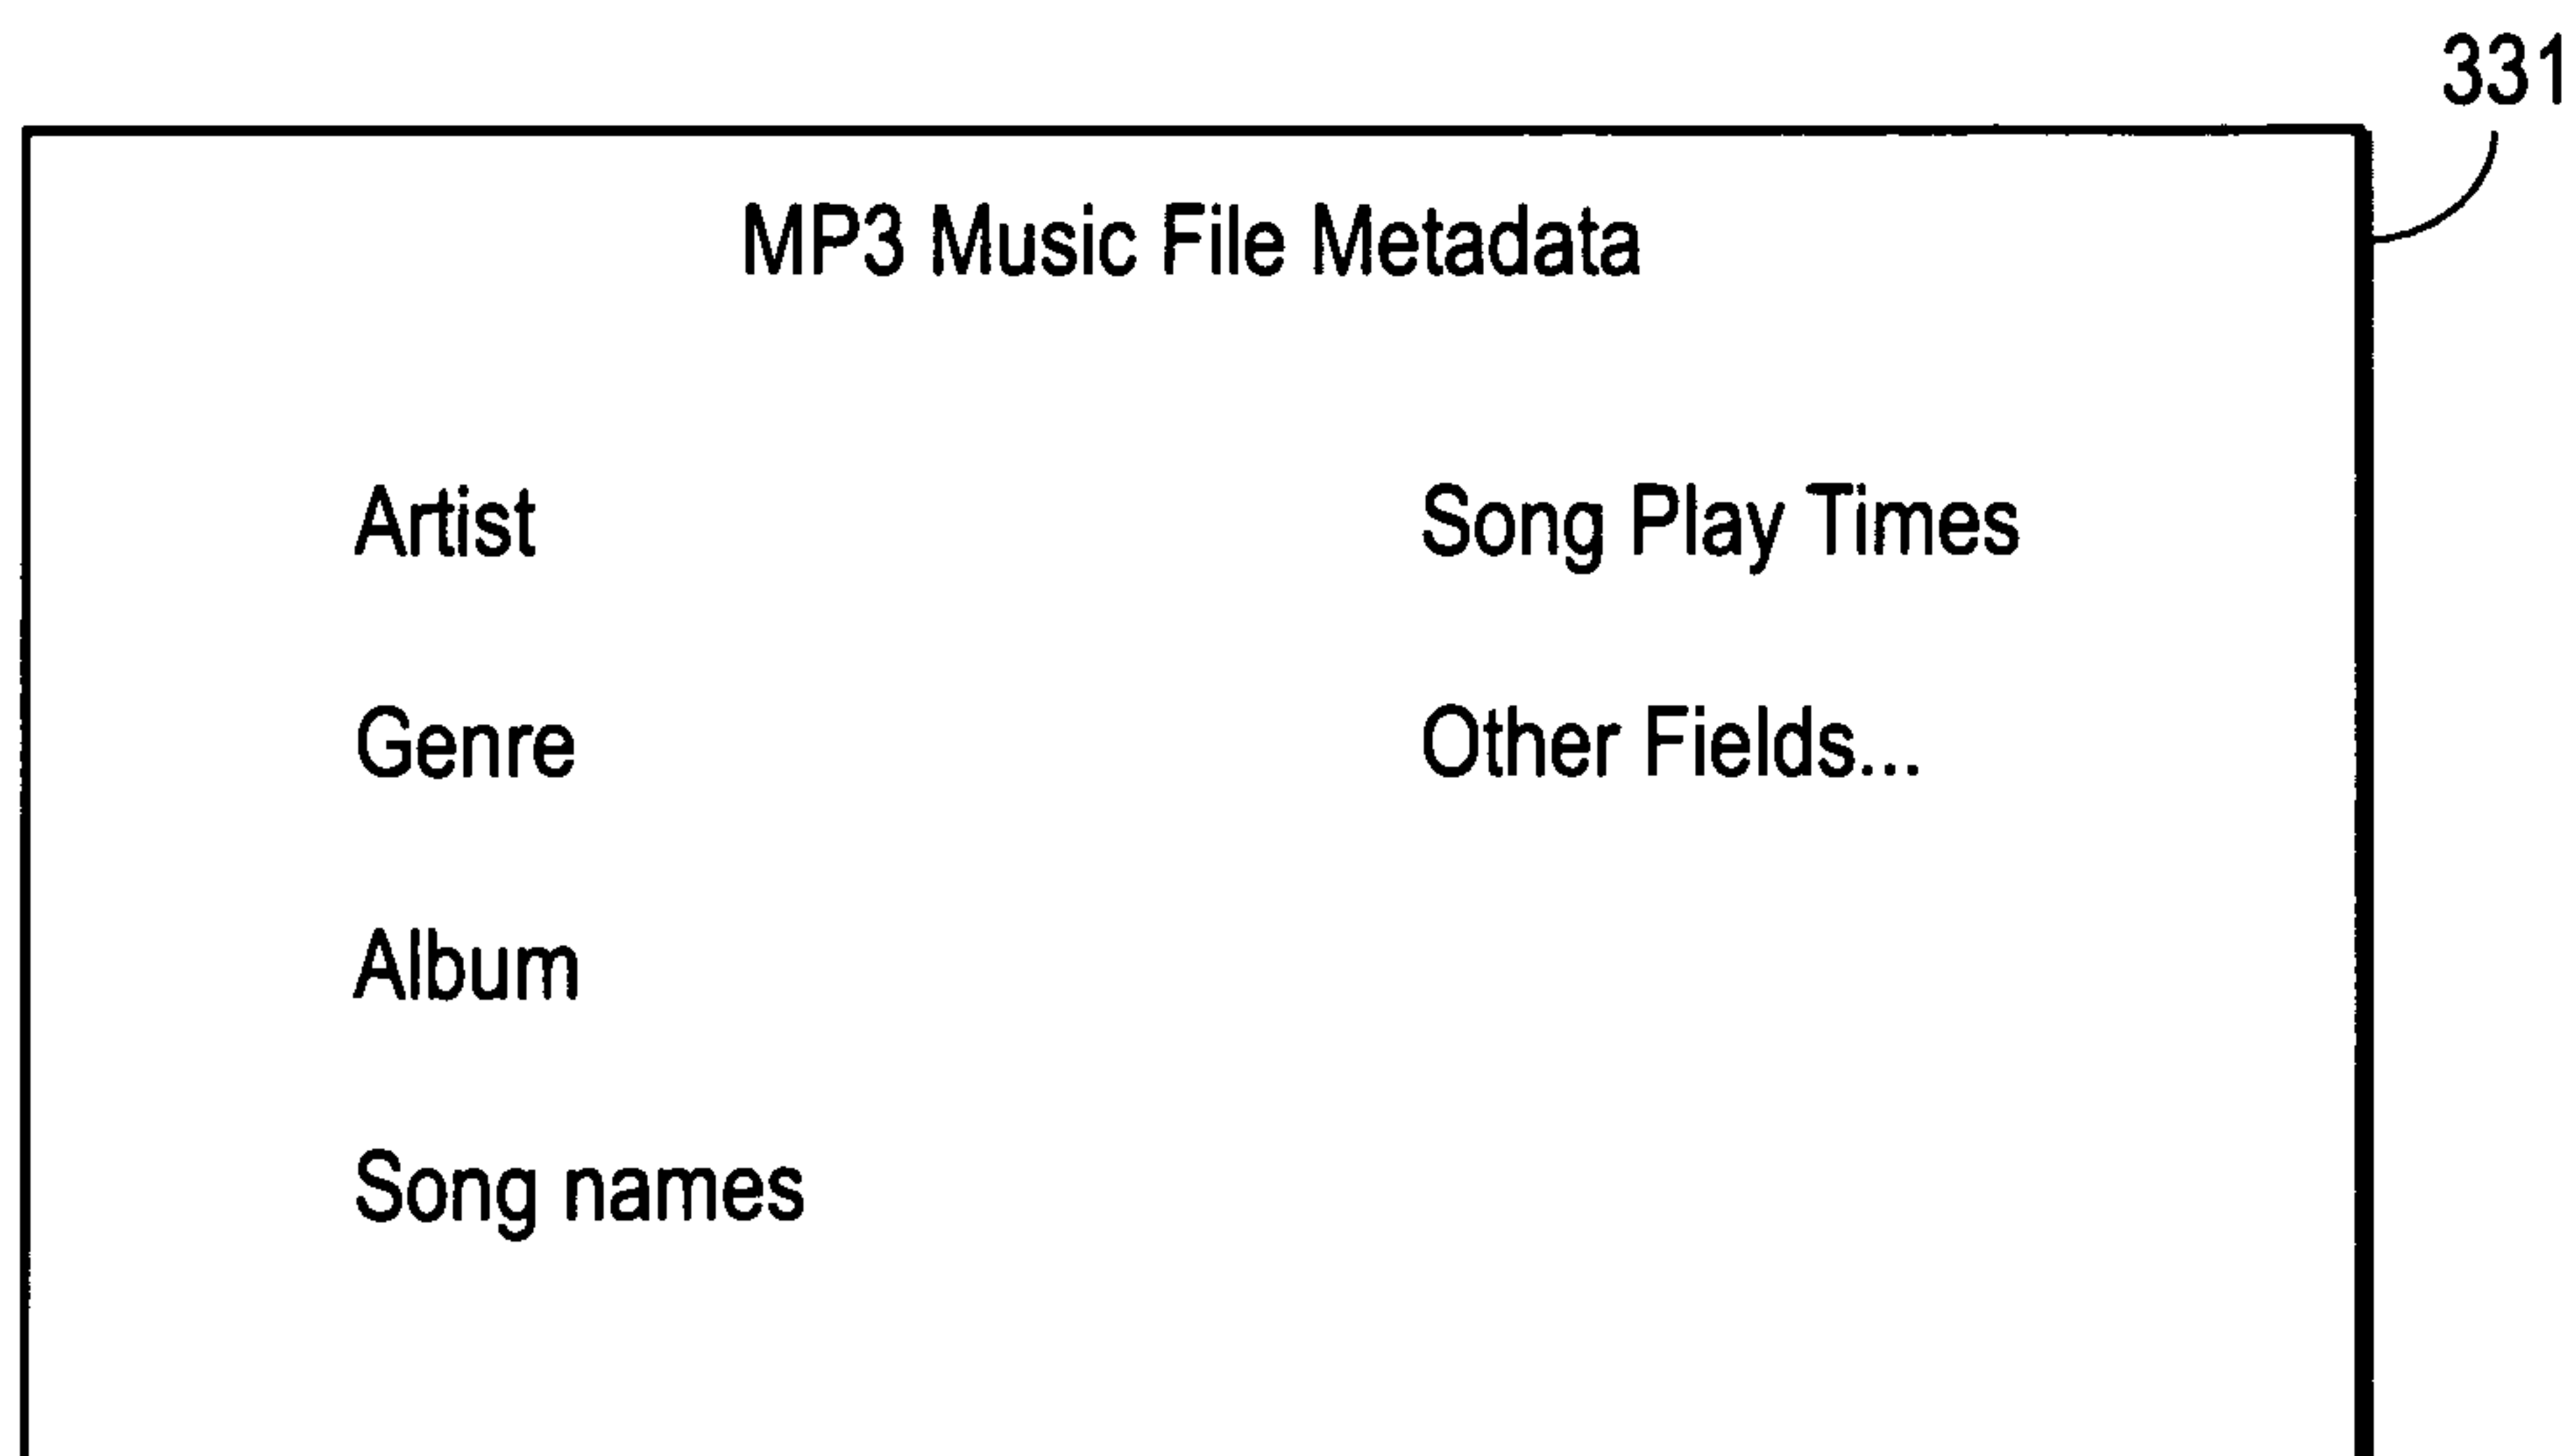 331
MP3 Music File Metadata
Artist
Song Play Times
Genre
Other Fields...
Album
Song names